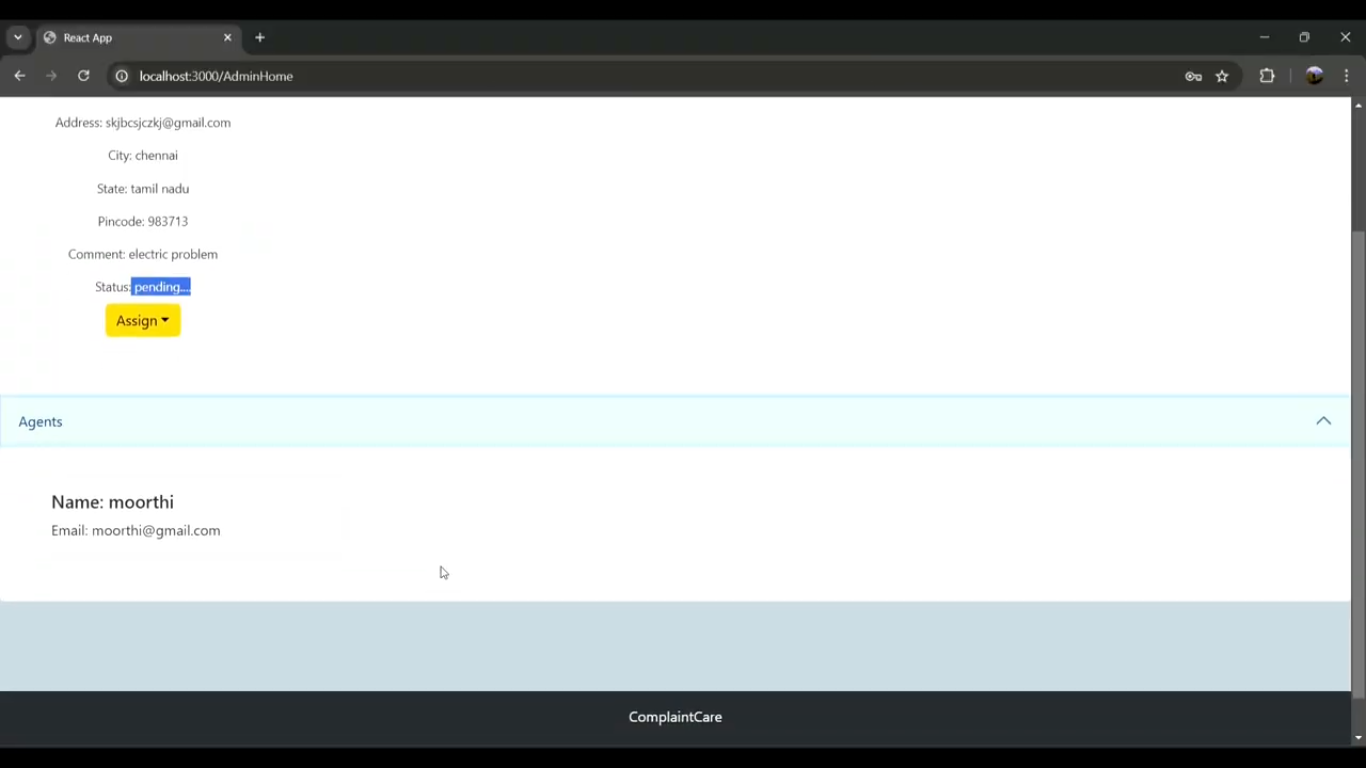 React App
localhost:3000/AdminHome
Address: skjbcsjczkj@gmail.com
City: chennai
State: tamil nadu
Pincode: 983713
Comment: electric problem
Status: pending....
Assign
Agents
Name: moorthi
Email: moorthi@gmail.com
ComplaintCare